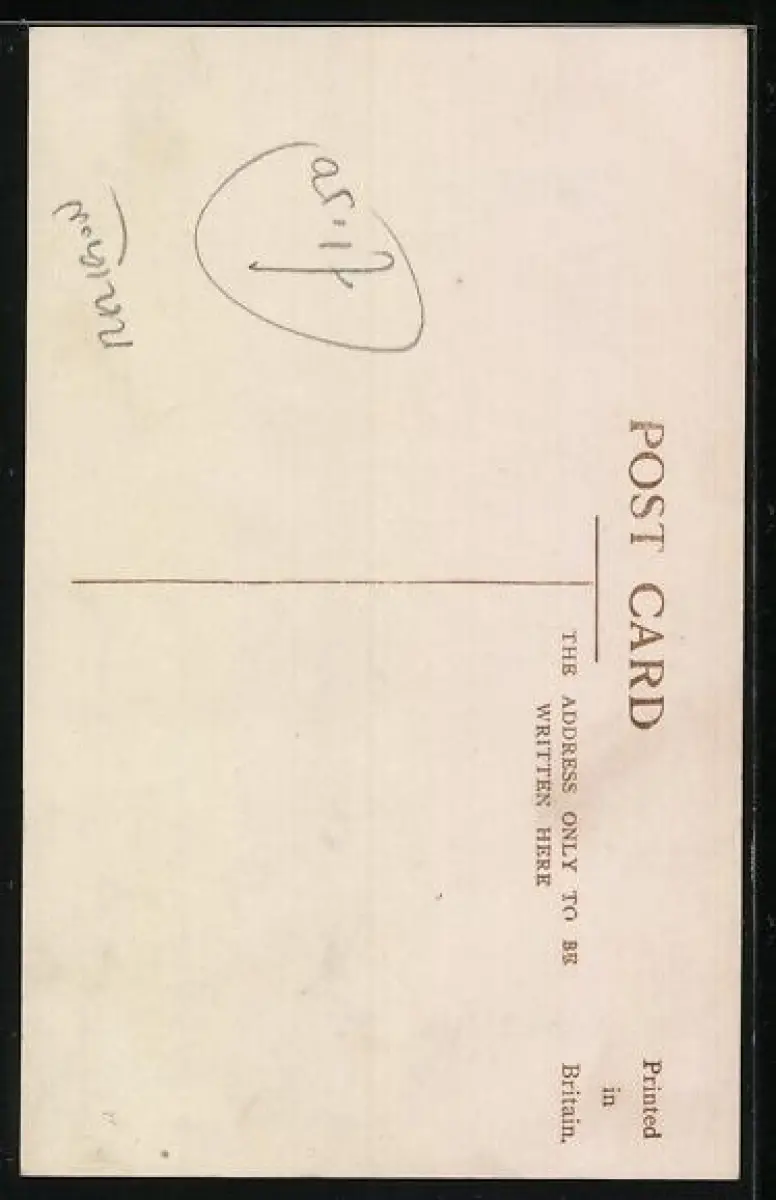 POST CARD
THE ADDRESS ONLY TO BE
WRITTEN HERE
Printed
in
Britain.